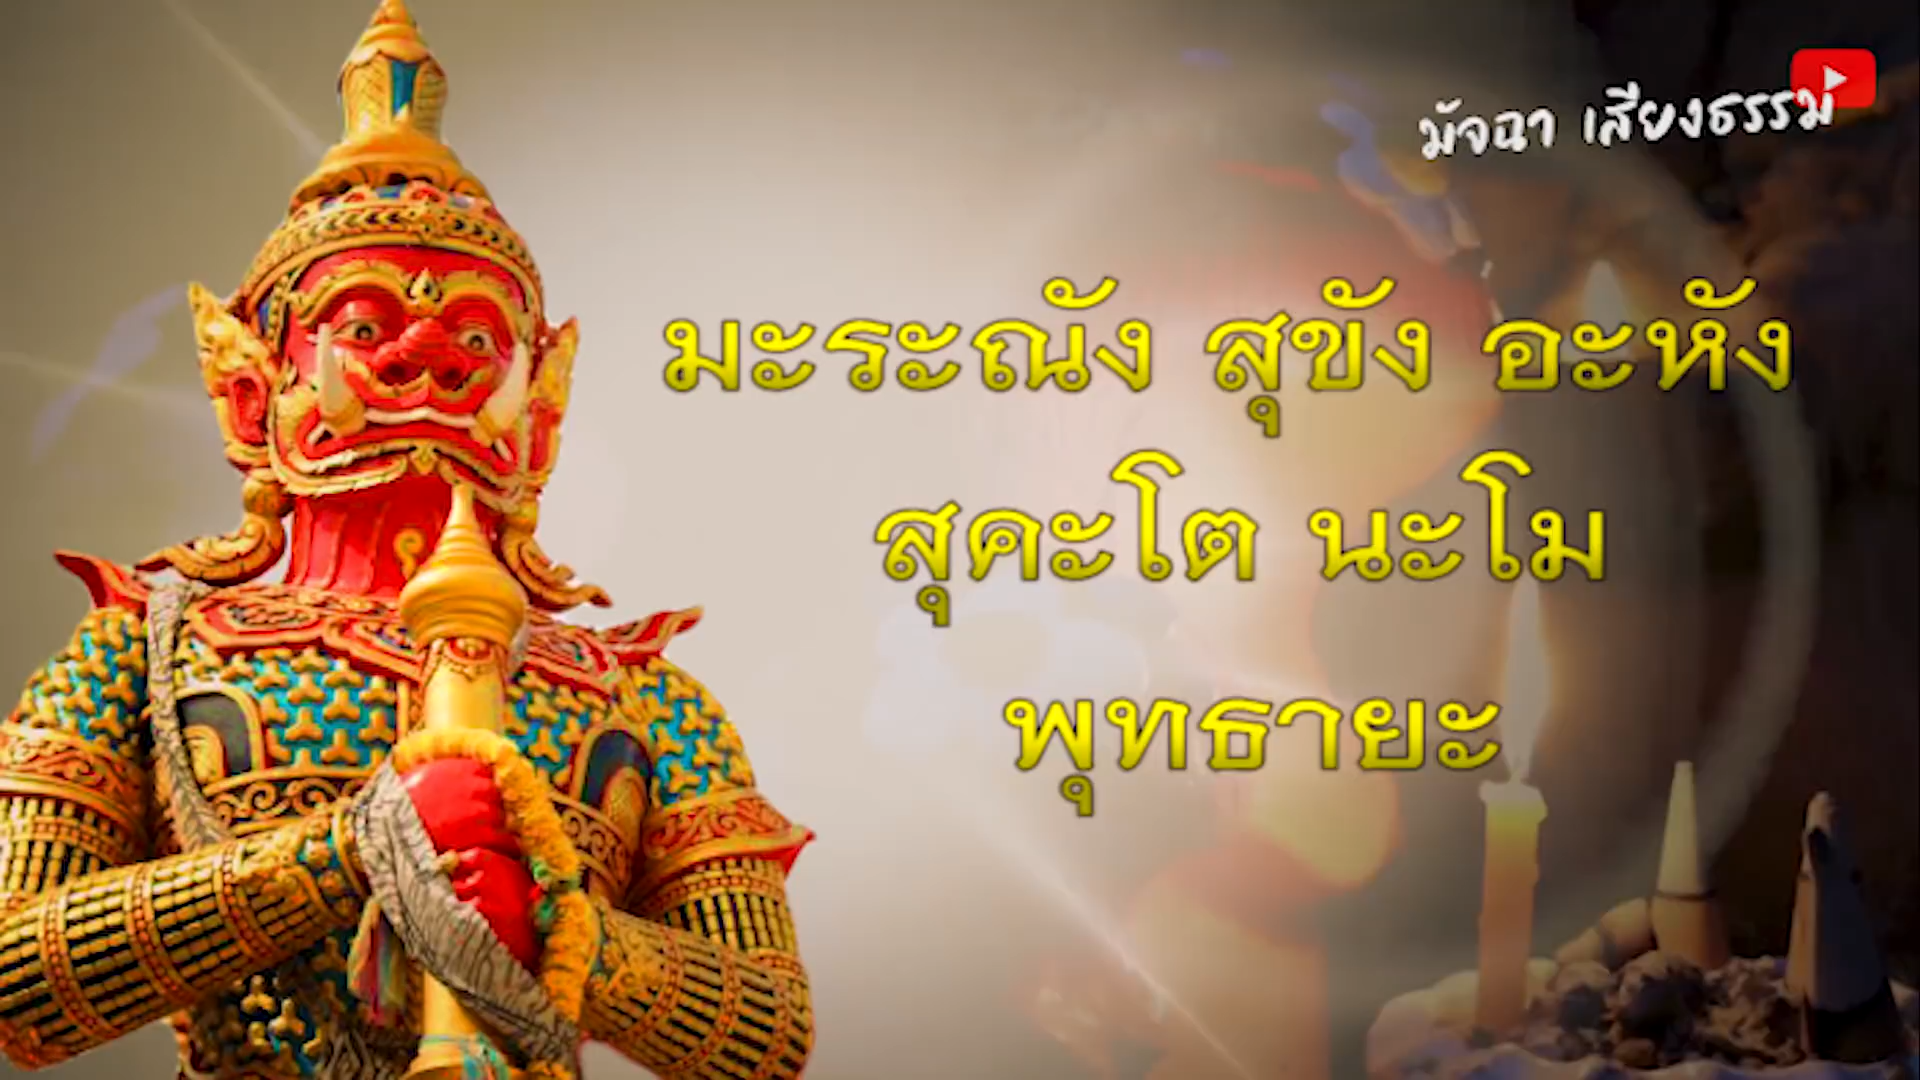 มัจฉา เสียงธรรม
มะระณัง สุขัง อะหัง
สุคะโต นะโม
พุทธายะ